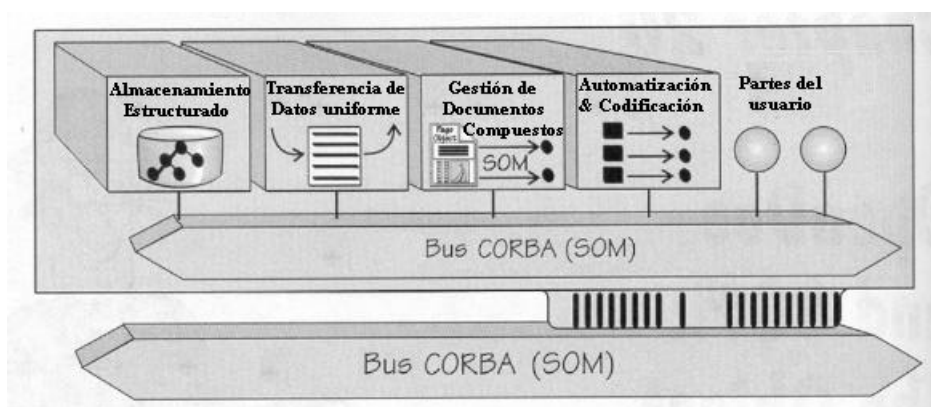 Almacenamiento
Estructurado
Transferencia de
Datos uniforme
Gestión de
Documentos
Compuestos
SOM
Automatización
& Codificación
Partes del
usuario
Bus CORBA (SOM)
Bus CORBA (SOM)